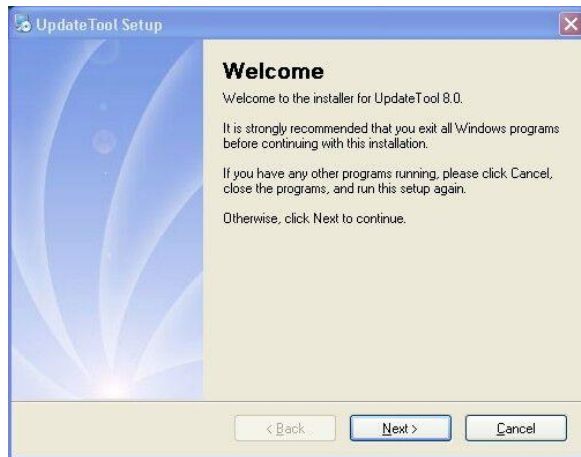 UpdateTool Setup
Welcome
Welcome to the installer for UpdateTool 8.0.
It is strongly recommended that you exit all Windows programs
before continuing with this installation.
If you have any other programs running, please click Cancel,
close the programs, and run this setup again.
Otherwise, click Next to continue.
< Back
Next >
Cancel